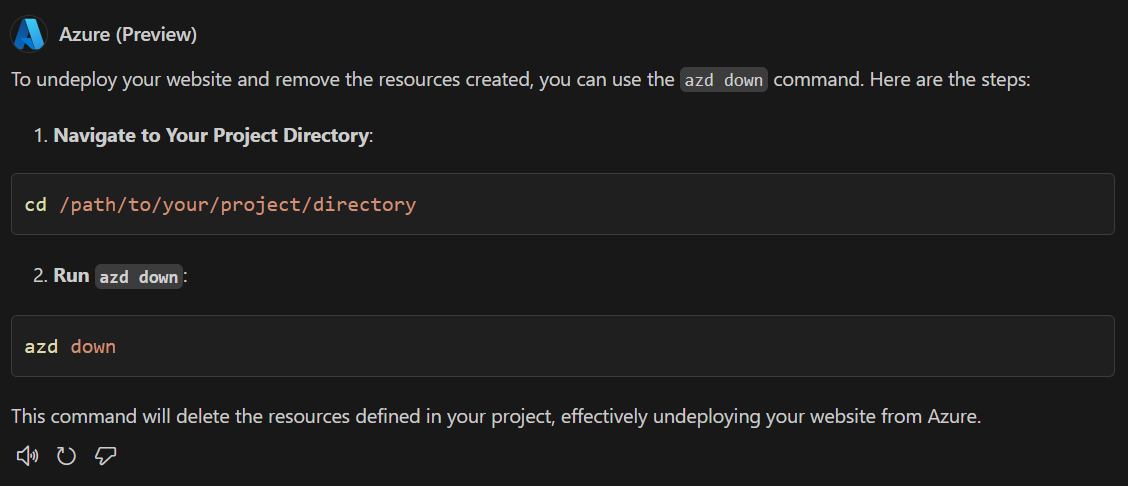 Azure (Preview)
To undeploy your website and remove the resources created, you can use the azd down command. Here are the steps:
1. Navigate to Your Project Directory:
cd /path/to/your/project/directory
2. Run azd down:
azd down
This command will delete the resources defined in your project, effectively undeploying your website from Azure.